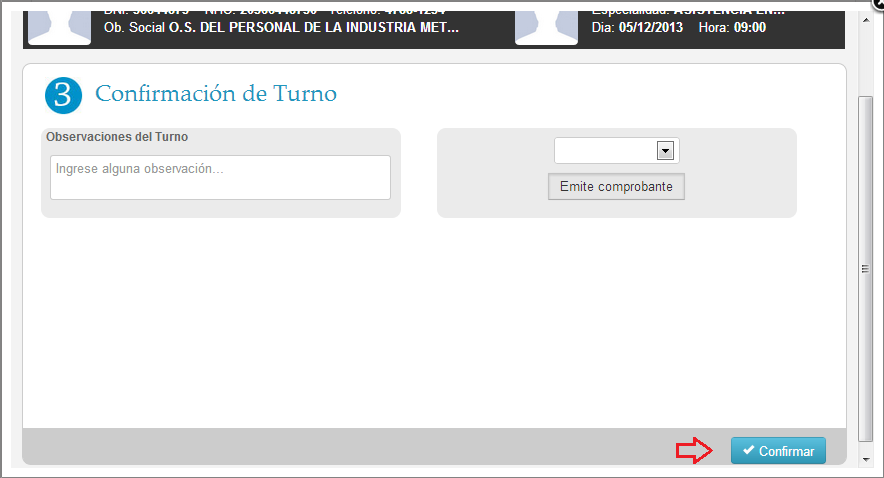 Ob. Social O.S. DEL PERSONAL DE LA INDUSTRIA MET...
Dia: 05/12/2013 Hora: 09:00
3 Confirmación de Turno
Observaciones del Turno
Ingrese alguna observación...
Emite comprobante
Confirmar